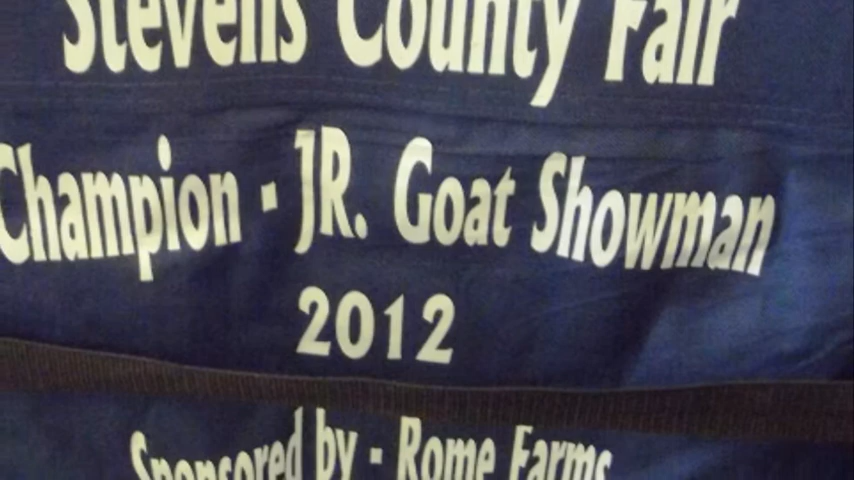 Stevens County Fair
Champion - JR. Goat Showman
2012
Sponsored by - Rome Farms